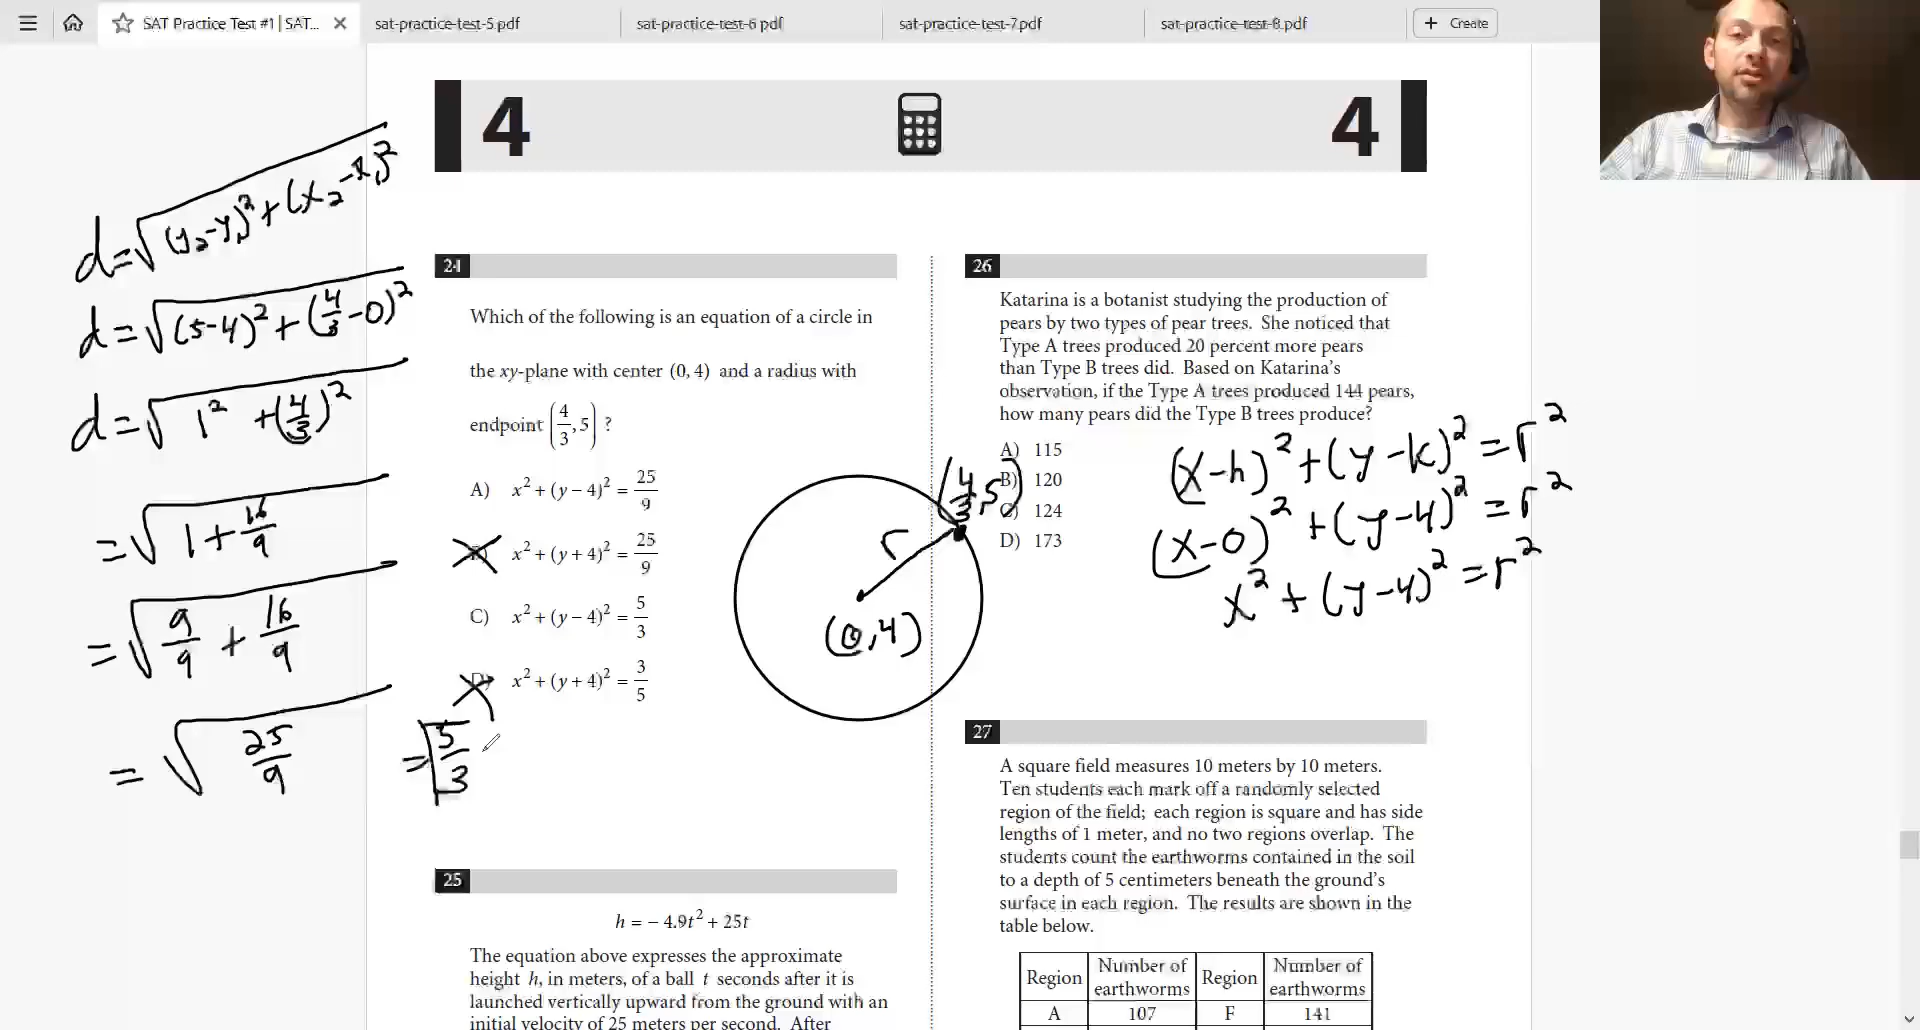 SAT Practice Test #1 | SAT...
sat-practice-test-5.pdf
sat-practice-test-6 pdf
sat-practice-test-7.pdf
sat-practice-test-8.pdf
+ Create
4
4
d=√(y₂-y₁)²+(x₂-x₁)²
d=√(5-4)²+(4/3-0)²
d=√1²+(4/3)²
=√1+16/9
=√9/9+16/9
=√25/9
=5/3
24
Which of the following is an equation of a circle in
the xy-plane with center (0, 4) and a radius with
endpoint (4/3, 5) ?
A) x² + (y − 4)² = 25/9
B) x² + (y + 4)² = 25/9
C) x² + (y − 4)² = 5/3
D) x² + (y + 4)² = 3/5
(4/3, 5)
r
(0,4)
25
h = − 4.9t² + 25t
The equation above expresses the approximate
height h, in meters, of a ball t seconds after it is
launched vertically upward from the ground with an
initial velocity of 25 meters per second. After
26
Katarina is a botanist studying the production of
pears by two types of pear trees. She noticed that
Type A trees produced 20 percent more pears
than Type B trees did. Based on Katarina's
observation, if the Type A trees produced 144 pears,
how many pears did the Type B trees produce?
A) 115
B) 120
C) 124
D) 173
(x-h)²+(y-k)²=r²
(x-0)²+(y-4)²=r²
x²+(y-4)²=r²
27
A square field measures 10 meters by 10 meters.
Ten students each mark off a randomly selected
region of the field; each region is square and has side
lengths of 1 meter, and no two regions overlap. The
students count the earthworms contained in the soil
to a depth of 5 centimeters beneath the ground's
surface in each region. The results are shown in the
table below.
Region Number of earthworms Region Number of earthworms
A 107 F 141